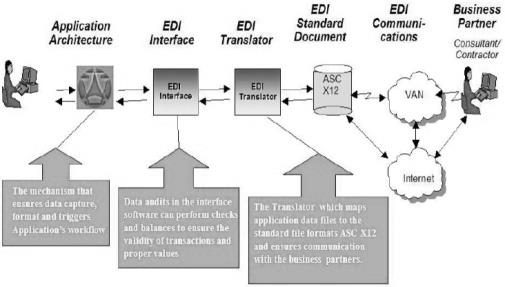 Application
Architecture
EDI
Interface
EDI
Translator
EDI
Standard
Document
EDI
Communi-
cations
Business
Partner
Consultant/
Contractor
EDI
Interface
EDI
Translator
ASC
X12
VAN
Internet
The mechanism that
ensures data capture,
format and triggers
Application's workflow
Data audits in the interface
software can perform checks
and balances to ensure the
validity of transactions and
proper values
The Translator which maps
application data files to the
standard file formats ASC X12
and ensures communication
with the business partners.